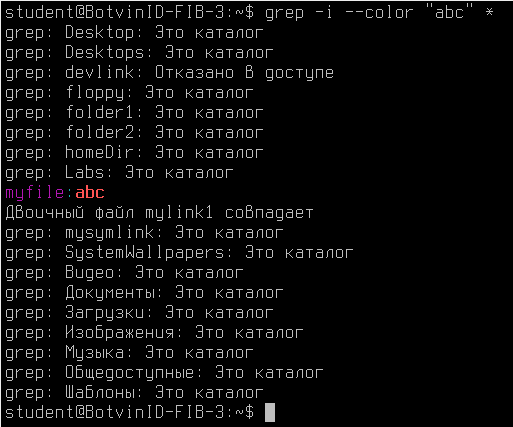 student@BotvinID-FIB-3:~$ grep -i --color "abc" *
grep: Desktop: Это каталог
grep: Desktops: Это каталог
grep: devlink: Отказано в доступе
grep: floppy: Это каталог
grep: folder1: Это каталог
grep: folder2: Это каталог
grep: homeDir: Это каталог
grep: Labs: Это каталог
myfile:abc
Двоичный файл mylink1 совпадает
grep: mysymlink: Это каталог
grep: SystemWallpapers: Это каталог
grep: Видео: Это каталог
grep: Документы: Это каталог
grep: Загрузки: Это каталог
grep: Изображения: Это каталог
grep: Музыка: Это каталог
grep: Общедоступные: Это каталог
grep: Шаблоны: Это каталог
student@BotvinID-FIB-3:~$